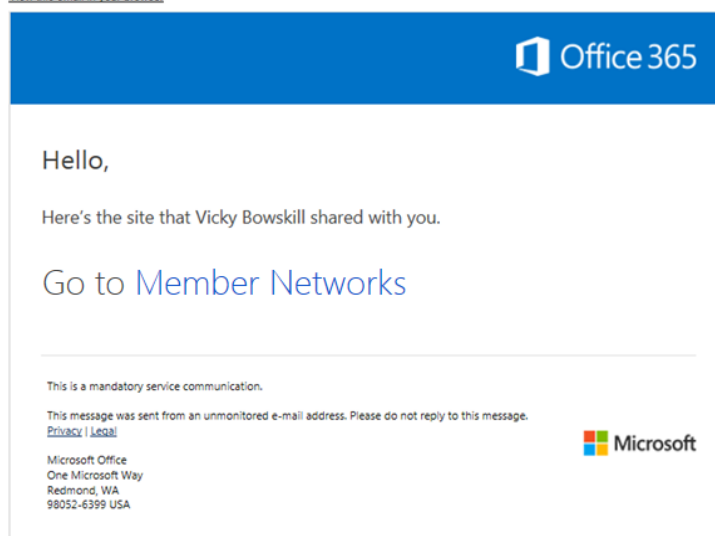 Office 365
Hello,
Here's the site that Vicky Bowskill shared with you.
Go to Member Networks
This is a mandatory service communication.
This message was sent from an unmonitored e-mail address. Please do not reply to this message.
Privacy | Legal
Microsoft
Microsoft Office
One Microsoft Way
Redmond, WA
98052-6399 USA